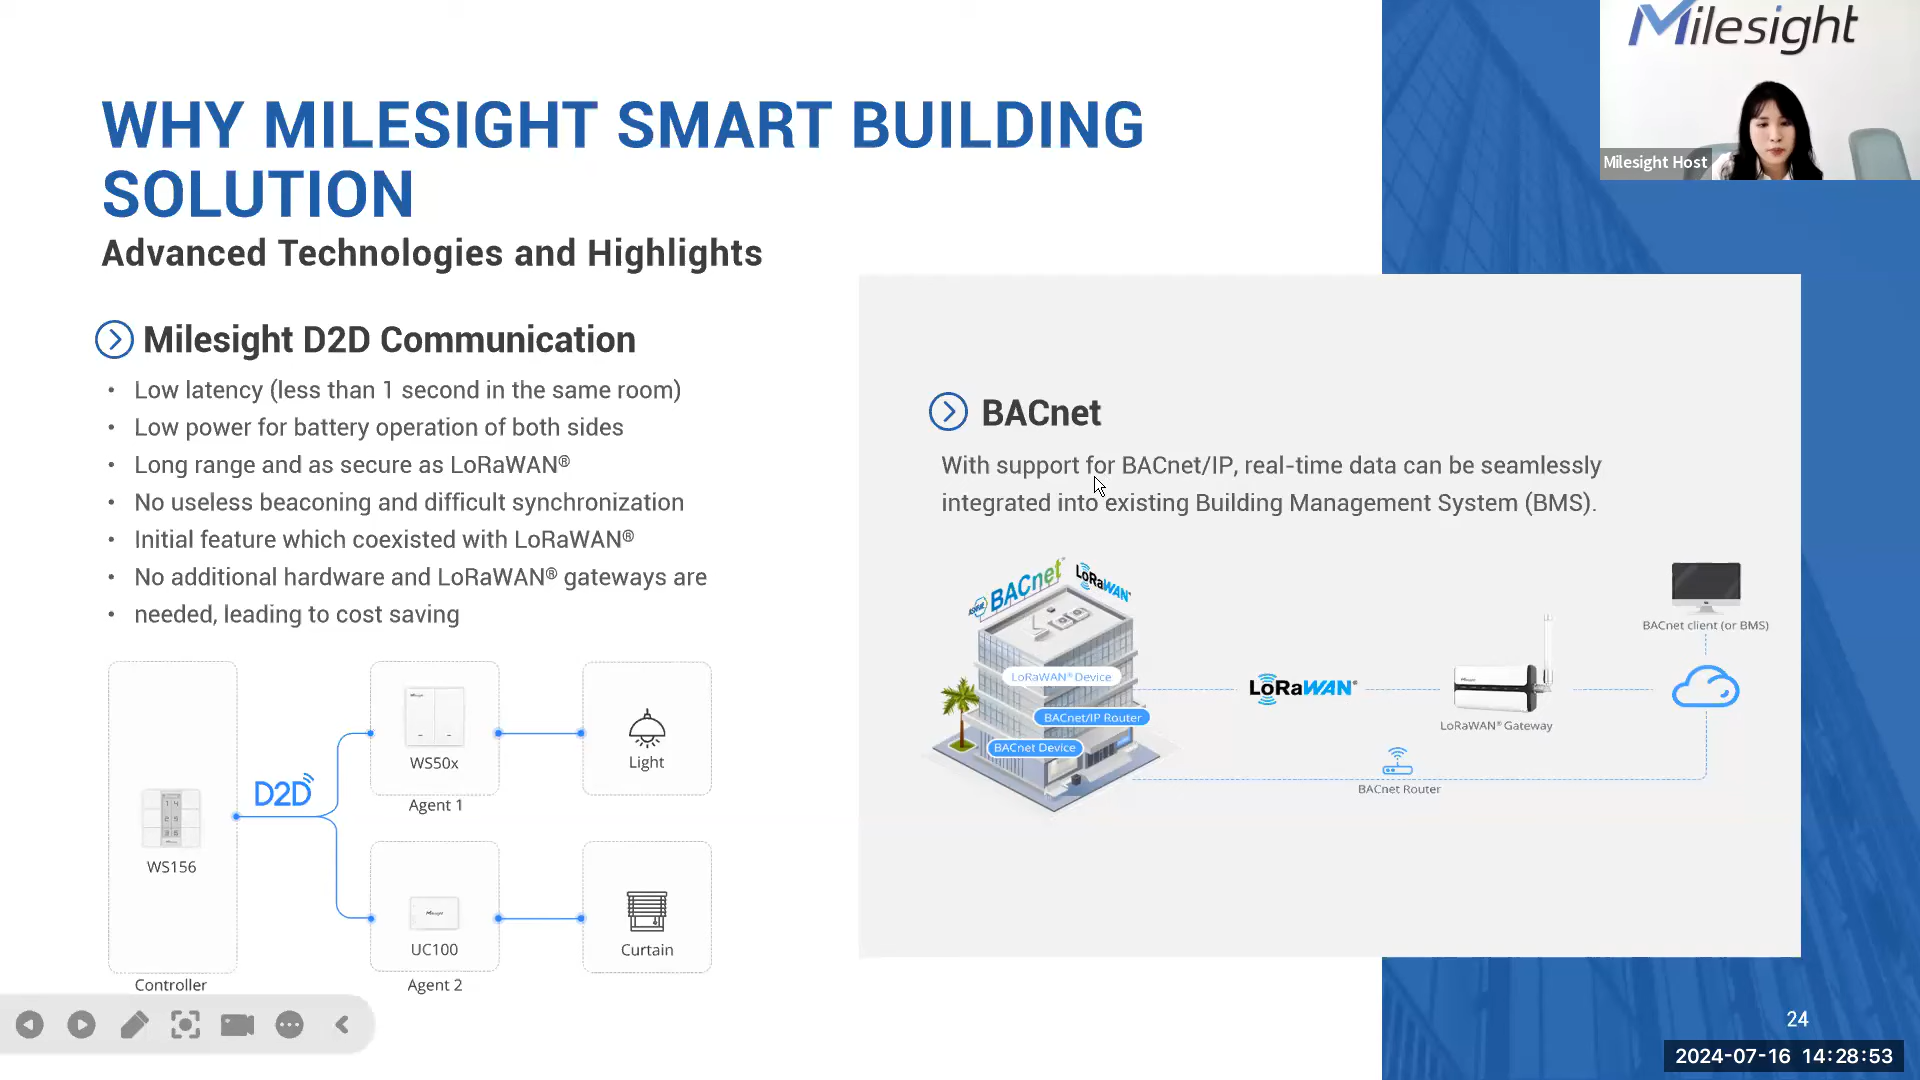 Milesight
Milesight Host
WHY MILESIGHT SMART BUILDING
SOLUTION
Advanced Technologies and Highlights
Milesight D2D Communication
• Low latency (less than 1 second in the same room)
• Low power for battery operation of both sides
• Long range and as secure as LoRaWAN®
• No useless beaconing and difficult synchronization
• Initial feature which coexisted with LoRaWAN®
• No additional hardware and LoRaWAN® gateways are
• needed, leading to cost saving
WS156
Controller
D2D
WS50x
Agent 1
Light
Milesight
UC100
Agent 2
Curtain
BACnet
With support for BACnet/IP, real-time data can be seamlessly
integrated into existing Building Management System (BMS).
ASHRAE BACnet
LoRaWAN®
LoRaWAN® Device
BACnet/IP Router
BACnet Device
LoRaWAN®
LoRaWAN® Gateway
BACnet client (or BMS)
BACnet Router
24
2024-07-16 14:28:53